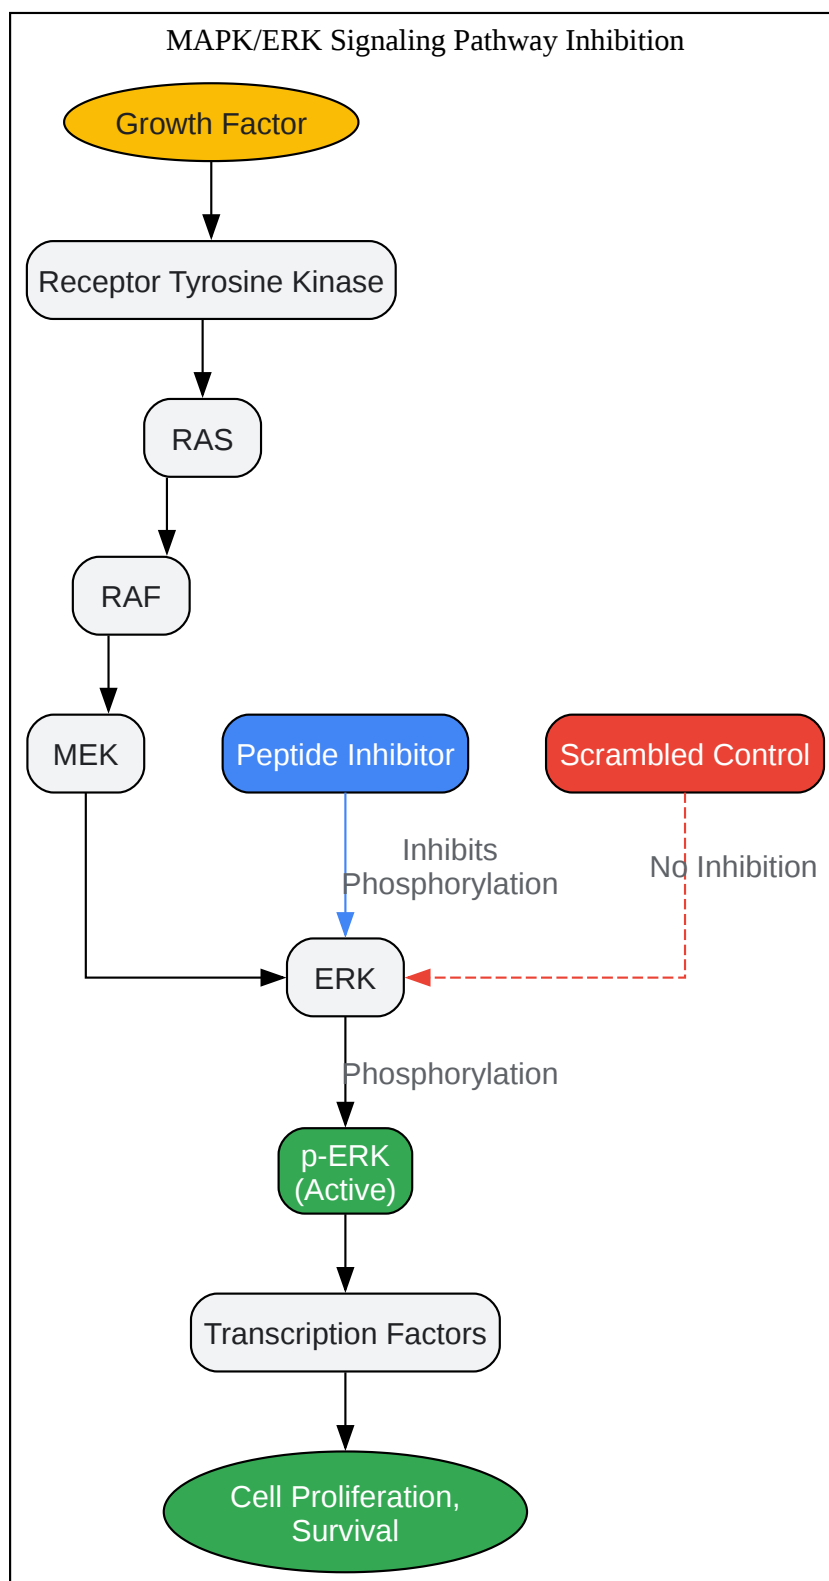 MAPK/ERK Signaling Pathway Inhibition
Growth Factor
Receptor Tyrosine Kinase
RAS
RAF
MEK
Peptide Inhibitor
Scrambled Control
Inhibits
Phosphorylation
No Inhibition
ERK
Phosphorylation
p-ERK
(Active)
Transcription Factors
Cell Proliferation,
Survival